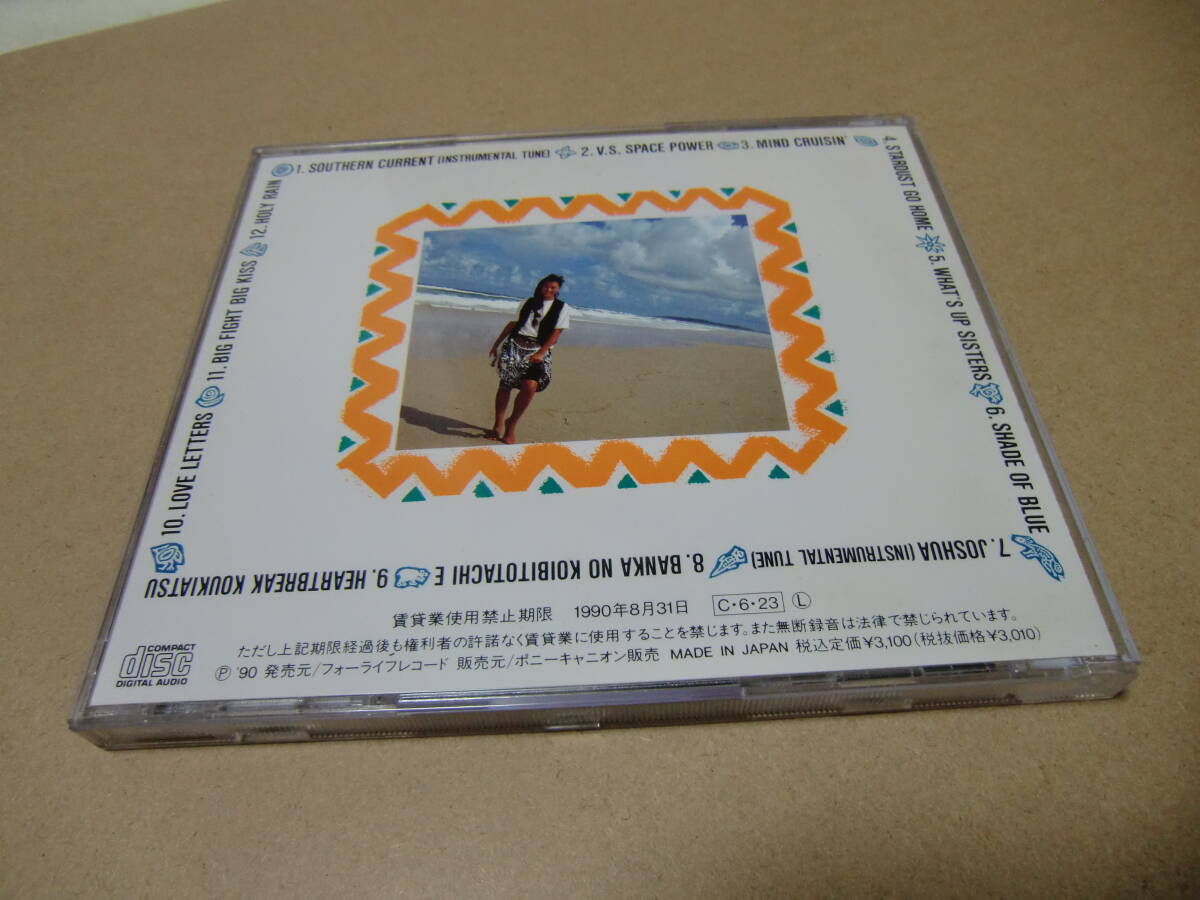 1. SOUTHERN CURRENT (INSTRUMENTAL TUNE) 2. V.S. SPACE POWER 3. MIND CRUISIN'
4. STARDUST GO HOME 5. WHAT'S UP SISTERS 6. SHADE OF BLUE
7. JOSHUA (INSTRUMENTAL TUNE) 8. BANKA NO KOIBITOTACHI E 9. HEARTBREAK KOUKIATSU
10. LOVE LETTERS 11. BIG FIGHT BIG KISS 12. HOLY RAIN
賃貸業使用禁止期限 1990年8月31日 C・6・23 Ⓛ
ただし上記期限経過後も権利者の許諾なく賃貸業に使用することを禁じます。また無断録音は法律で禁じられています。
Ⓟ '90 発売元/フォーライフレコード 販売元/ポニーキャニオン販売 MADE IN JAPAN 税込定価¥3,100(税抜価格¥3,010)
COMPACT
disc
DIGITAL AUDIO